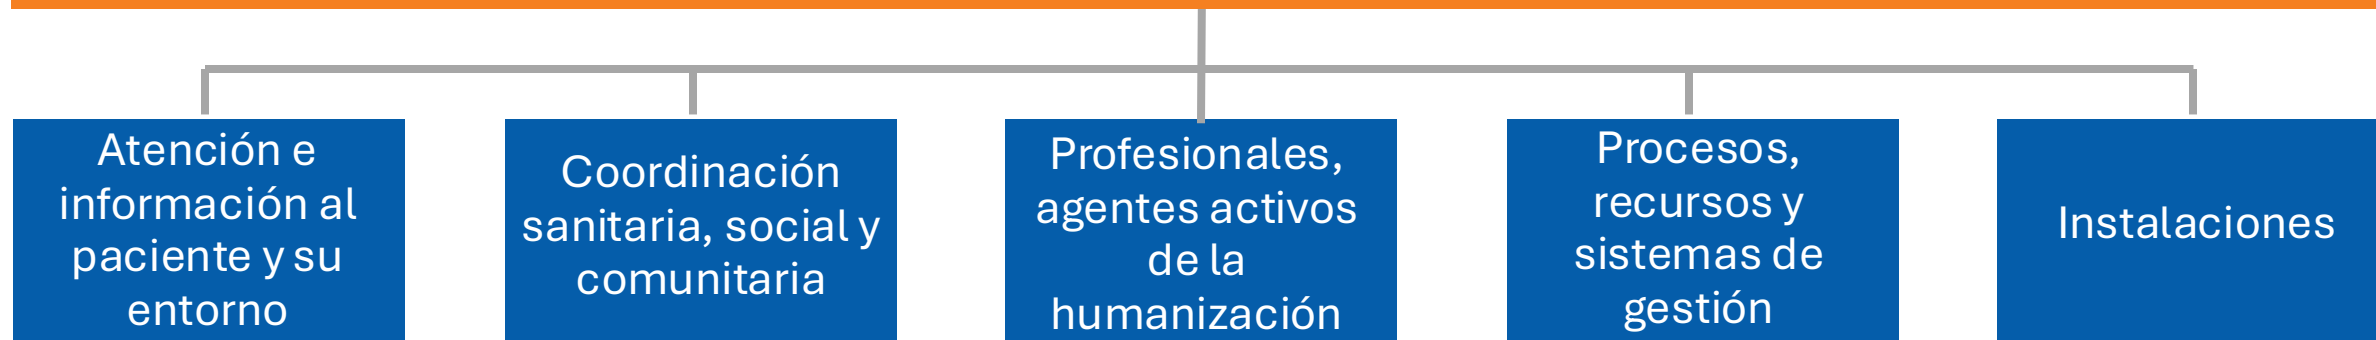 Atención e
información al
paciente y su
entorno
Coordinación
sanitaria, social y
comunitaria
Profesionales,
agentes activos
de la
humanización
Procesos,
recursos y
sistemas de
gestión
Instalaciones